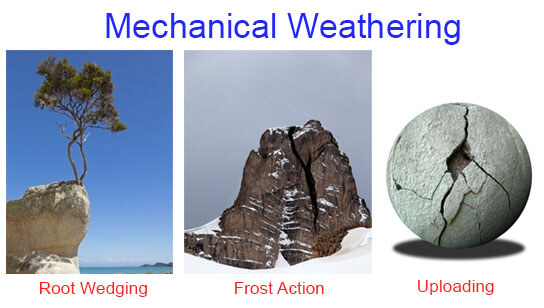 Mechanical Weathering
Root Wedging
Frost Action
Uploading